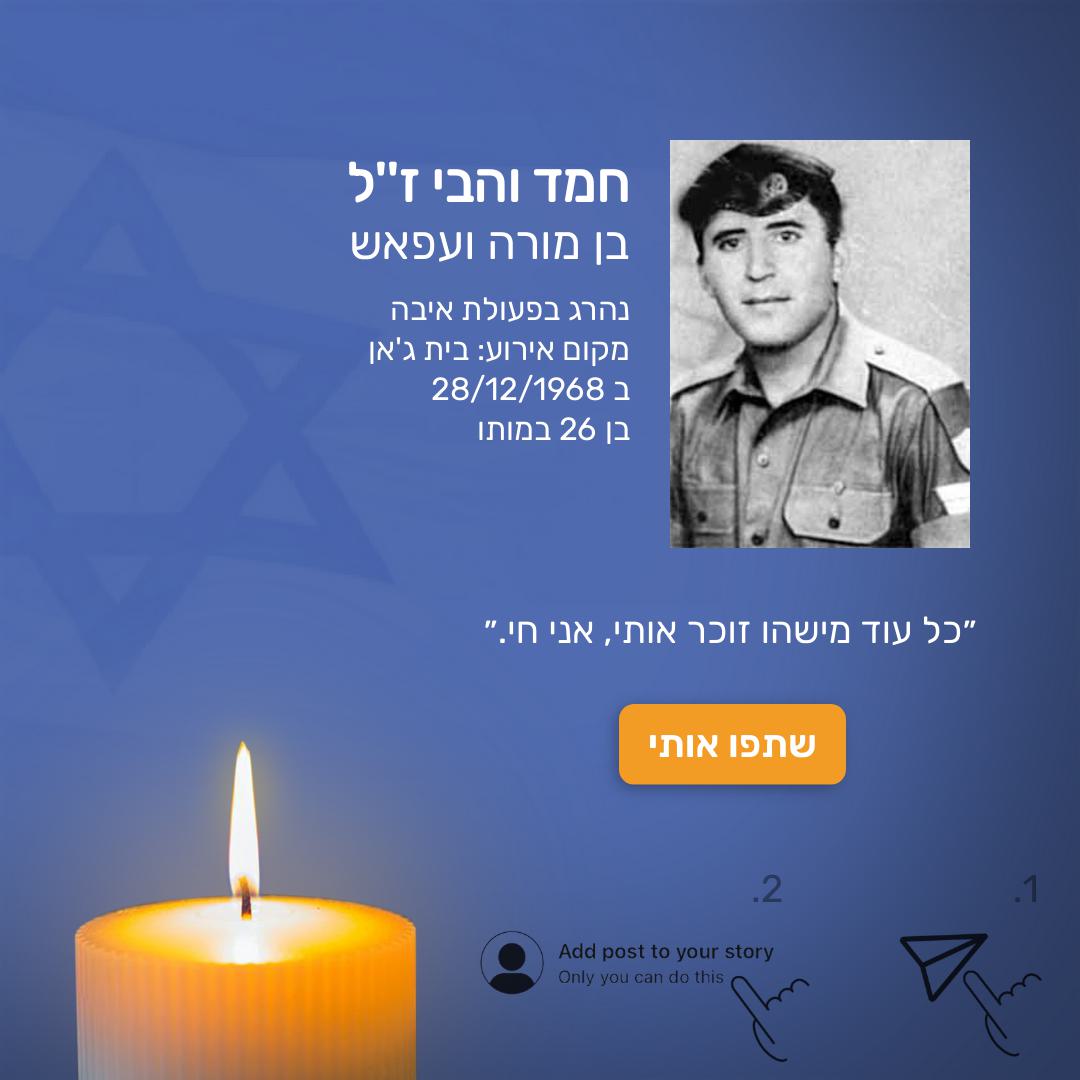 חמד והבי ז"ל
בן מורה ועפאש
נהרג בפעולת איבה
מקום אירוע: בית ג'אן
ב 28/12/1968
בן 26 במותו
״כל עוד מישהו זוכר אותי, אני חי.״
שתפו אותי
1.
2.
Add post to your story
Only you can do this